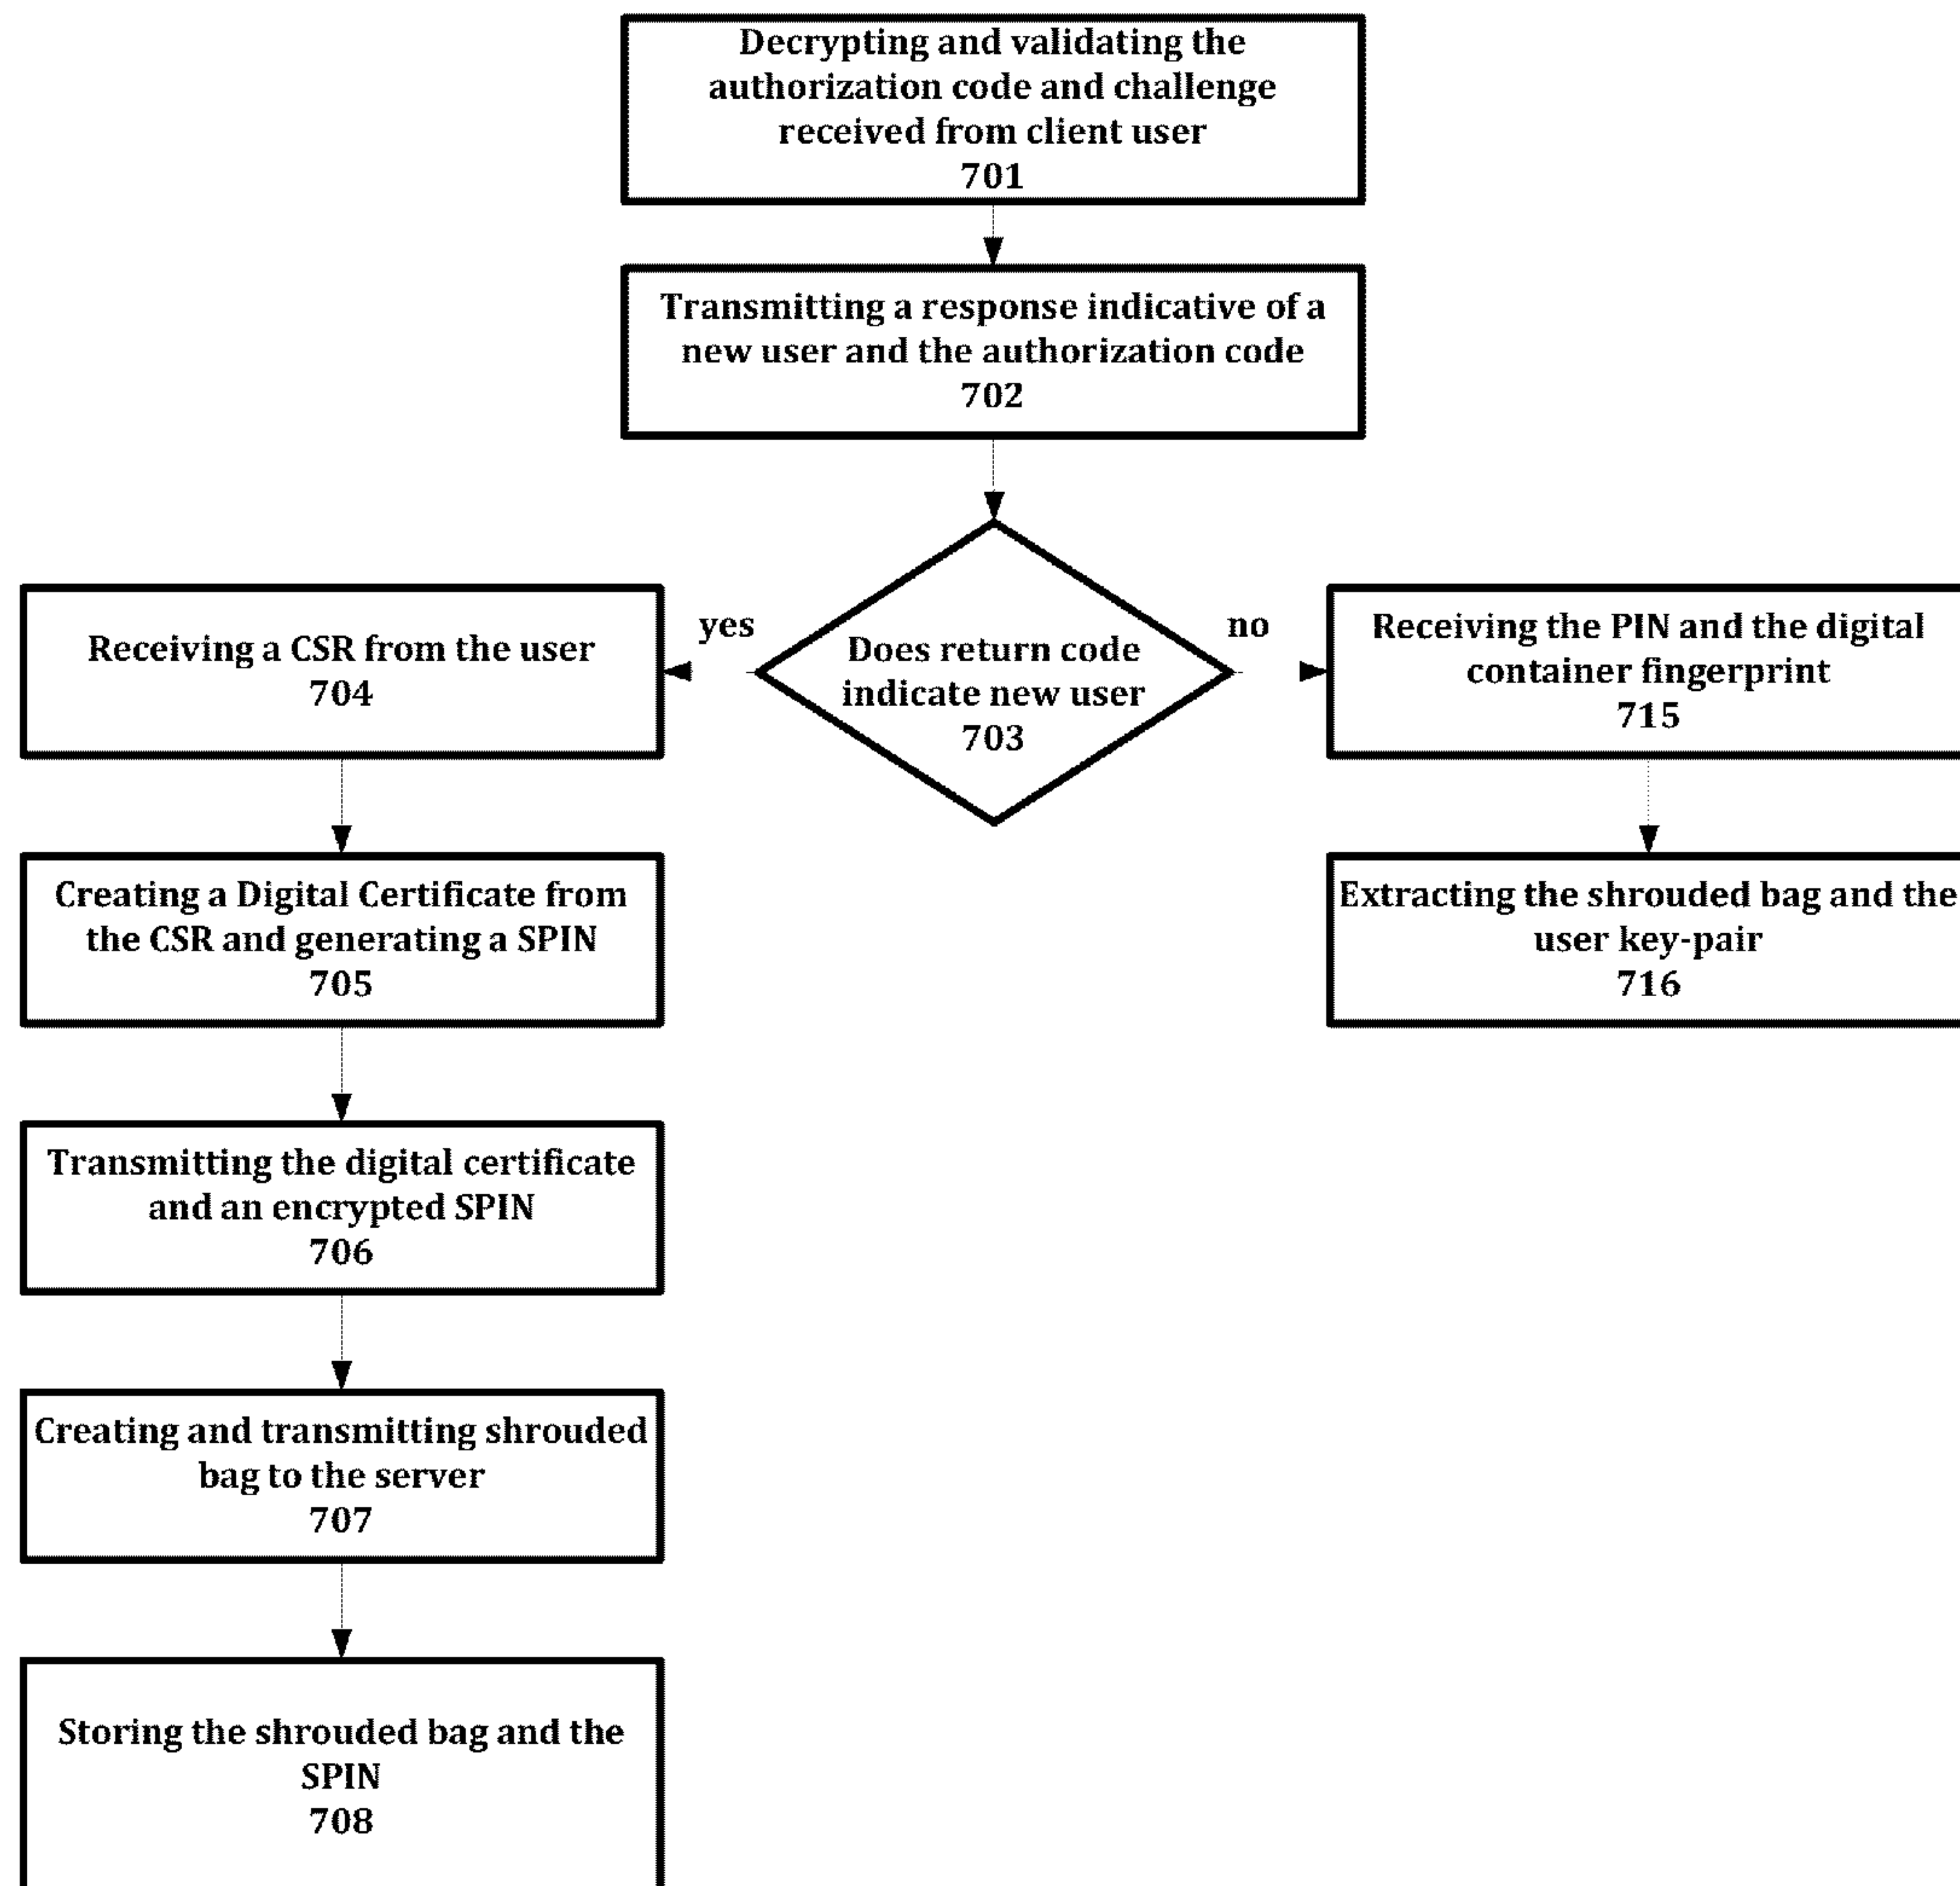 Decrypting and validating the
authorization code and challenge
received from client user
701
Transmitting a response indicative of a
new user and the authorization code
702
yes
no
Receiving a CSR from the user
704
Does return code
indicate new user
703
Receiving the PIN and the digital
container fingerprint
715
Creating a Digital Certificate from
the CSR and generating a SPIN
705
Extracting the shrouded bag and the
user key-pair
716
Transmitting the digital certificate
and an encrypted SPIN
706
Creating and transmitting shrouded
bag to the server
707
Storing the shrouded bag and the
SPIN
708